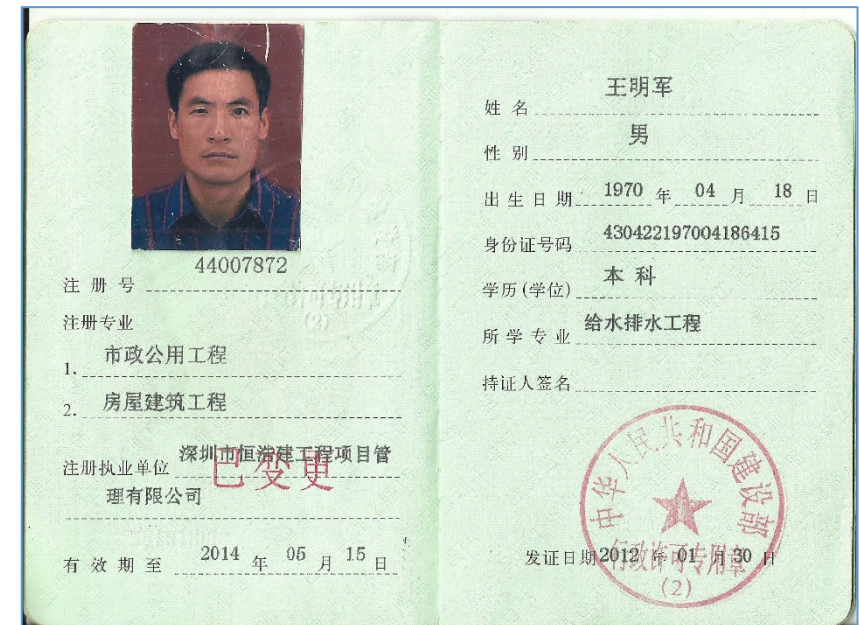 44007872
注册号
注册专业
1. 市政公用工程
2. 房屋建筑工程
注册执业单位 深圳市恒浩建工程项目管
理有限公司
已变更
有效期至 2014 年 05 月 15 日
姓名 王明军
性别 男
出生日期 1970 年 04 月 18 日
身份证号码 430422197004186415
学历(学位) 本科
所学专业 给水排水工程
持证人签名
中华人民共和国建设部
行政许可专用章
(2)
发证日期 2012 年 01 月 30 日